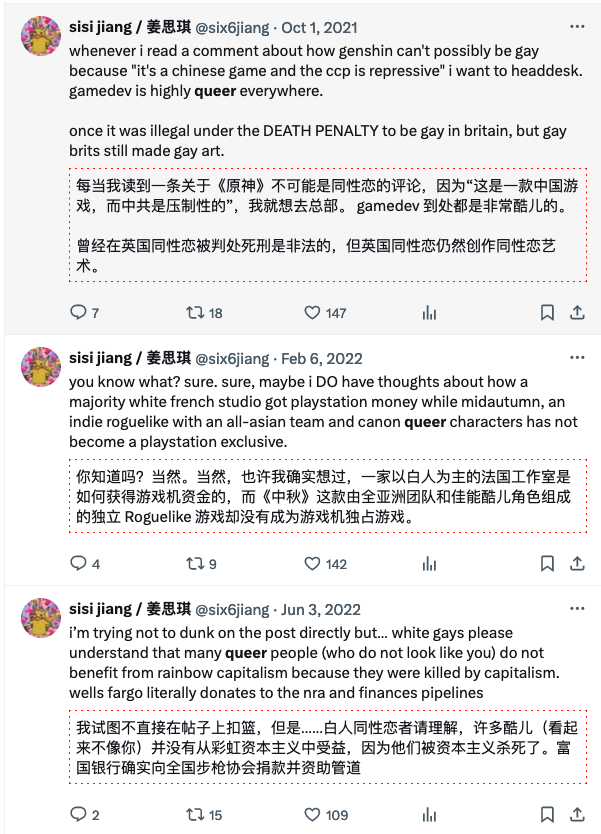 sisi jiang / 姜思琪 @six6jiang · Oct 1, 2021
whenever i read a comment about how genshin can't possibly be gay
because "it's a chinese game and the ccp is repressive" i want to headdesk.
gamedev is highly queer everywhere.
once it was illegal under the DEATH PENALTY to be gay in britain, but gay
brits still made gay art.
每当我读到一条关于《原神》不可能是同性恋的评论，因为“这是一款中国游
戏，而中共是压制性的”，我就想去总部。 gamedev 到处都是非常酷儿的。
曾经在英国同性恋被判处死刑是非法的，但英国同性恋仍然创作同性恋艺
术。
7 18 147
sisi jiang / 姜思琪 @six6jiang · Feb 6, 2022
you know what? sure. sure, maybe i DO have thoughts about how a
majority white french studio got playstation money while midautumn, an
indie roguelike with an all-asian team and canon queer characters has not
become a playstation exclusive.
你知道吗？当然。当然，也许我确实想过，一家以白人为主的法国工作室是
如何获得游戏机资金的，而《中秋》这款由全亚洲团队和佳能酷儿角色组成
的独立 Roguelike 游戏却没有成为游戏机独占游戏。
4 9 142
sisi jiang / 姜思琪 @six6jiang · Jun 3, 2022
i’m trying not to dunk on the post directly but... white gays please
understand that many queer people (who do not look like you) do not
benefit from rainbow capitalism because they were killed by capitalism.
wells fargo literally donates to the nra and finances pipelines
我试图不直接在帖子上扣篮，但是……白人同性恋者请理解，许多酷儿（看起
来不像你）并没有从彩虹资本主义中受益，因为他们被资本主义杀死了。富
国银行确实向全国步枪协会捐款并资助管道
2 15 109